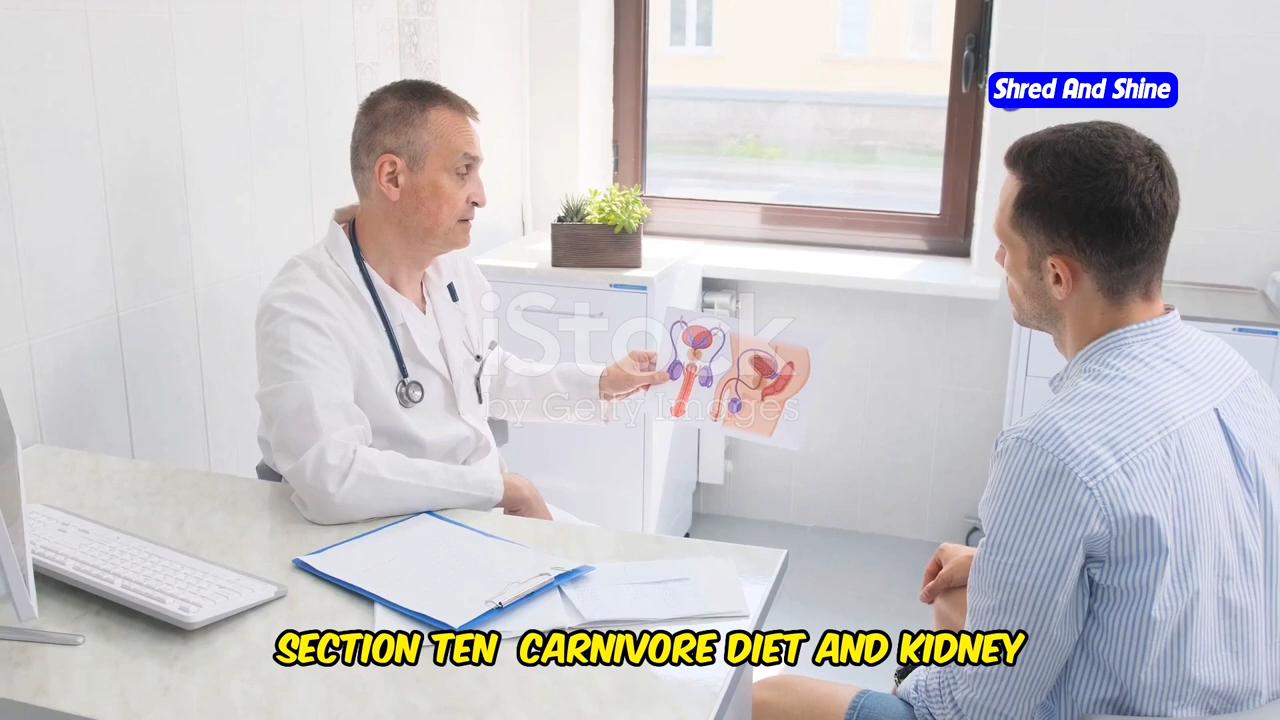 Shred And Shine
iStock
by Getty Images
SECTION TEN CARNIVORE DIET AND KIDNEY